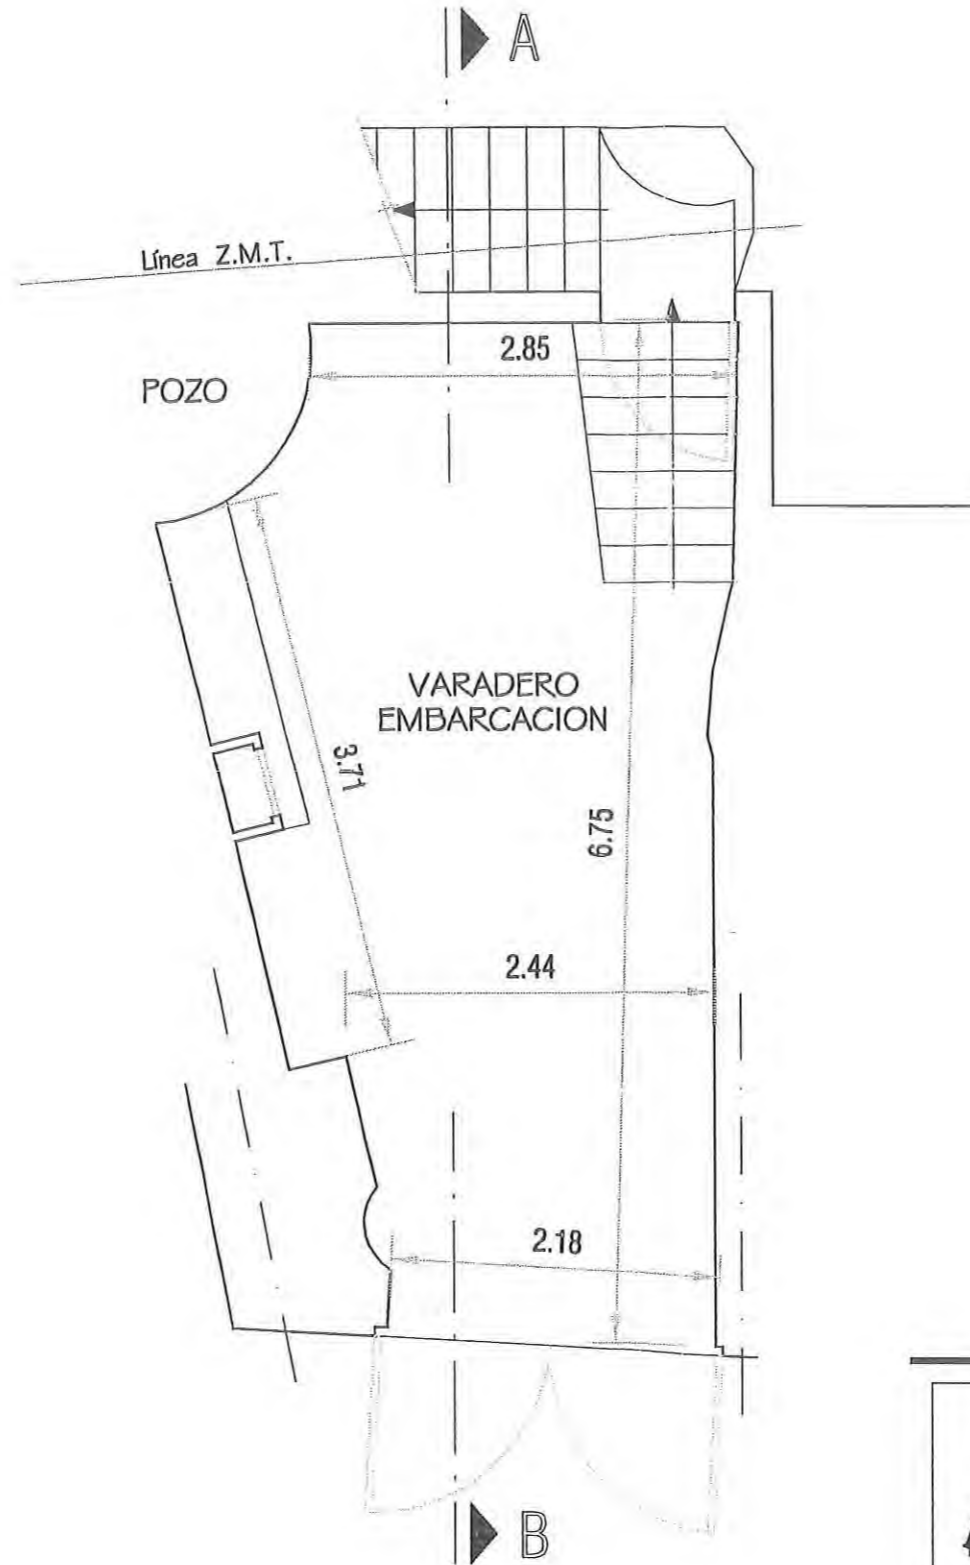 A
Línea Z.M.T.
2.85
POZO
VARADERO
EMBARCACION
3.71
6.75
2.44
2.18
B